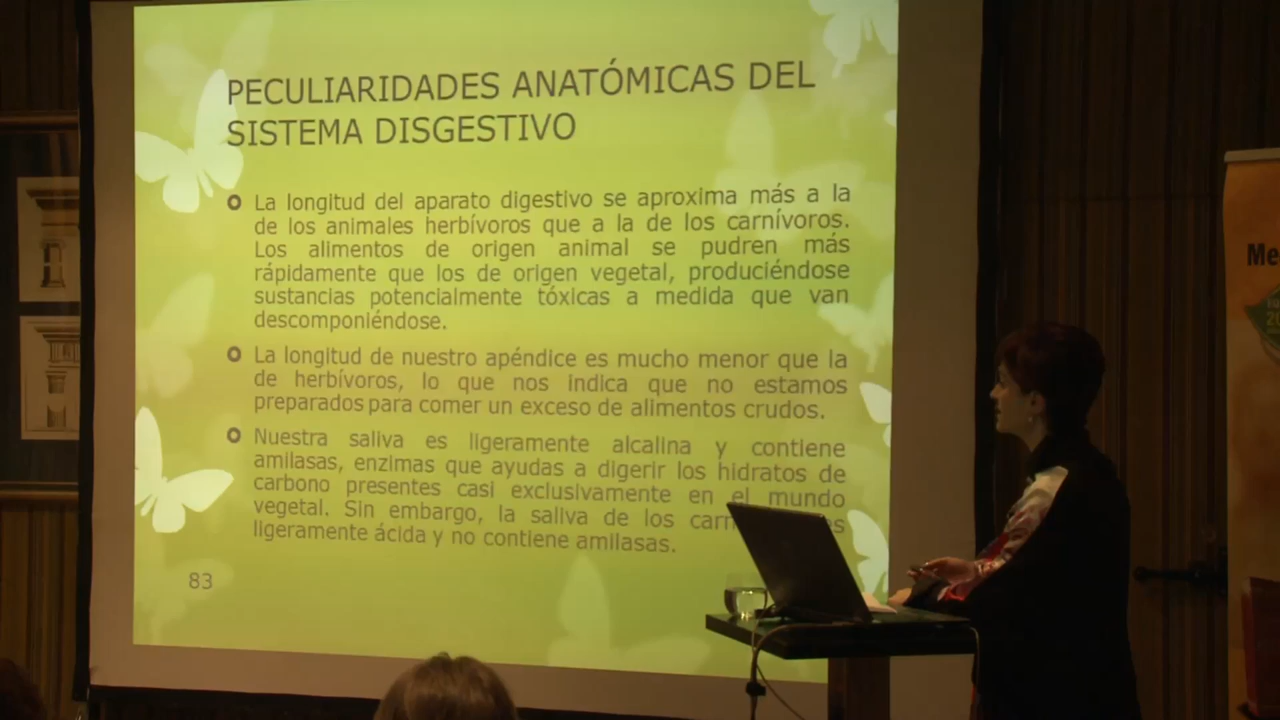 PECULIARIDADES ANATÓMICAS DEL
SISTEMA DISGESTIVO
La longitud del aparato digestivo se aproxima más a la
de los animales herbívoros que a la de los carnívoros.
Los alimentos de origen animal se pudren más
rápidamente que los de origen vegetal, produciéndose
sustancias potencialmente tóxicas a medida que van
descomponiéndose.
La longitud de nuestro apéndice es mucho menor que la
de herbívoros, lo que nos indica que no estamos
preparados para comer un exceso de alimentos crudos.
Nuestra saliva es ligeramente alcalina y contiene
amilasas, enzimas que ayudas a digerir los hidratos de
carbono presentes casi exclusivamente en el mundo
vegetal. Sin embargo, la saliva de los carn es
ligeramente ácida y no contiene amilasas.
83
Me